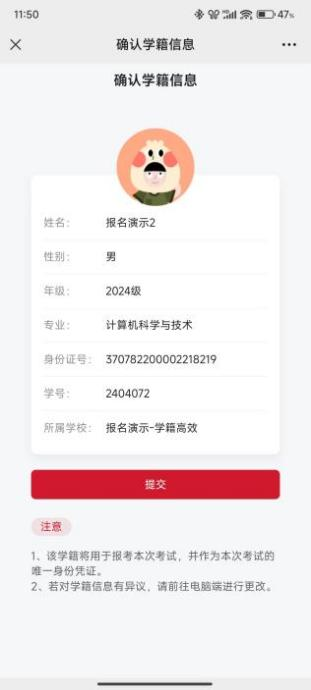 11:50
47%
确认学籍信息
确认学籍信息
姓名： 报名演示2
性别： 男
年级： 2024级
专业： 计算机科学与技术
身份证号： 370782200002218219
学号： 2404072
所属学校： 报名演示-学籍高效
提交
注意
1、该学籍将用于报考本次考试，并作为本次考试的
唯一身份凭证。
2、若对学籍信息有异议，请前往电脑端进行更改。